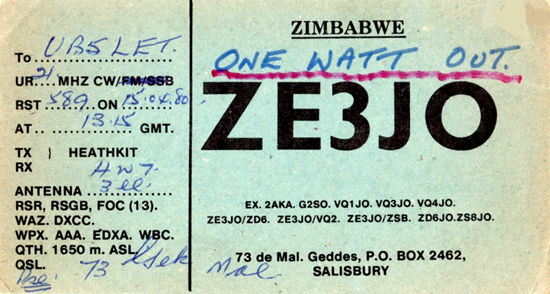 To UB5LET.
UR 21 MHZ CW/FM/SSB
RST 589 ON 15.04.80
AT 13.15 GMT.
TX } HEATHKIT
RX HW7.
ANTENNA 3 ell.
RSR, RSGB, FOC (13).
WAZ. DXCC.
WPX. AAA. EDXA. WBC.
QTH. 1650 m. ASL.
QSL.
73
ZIMBABWE
ONE WATT OUT.
ZE3JO
EX. 2AKA. G2SO. VQ1JO. VQ3JO. VQ4JO.
ZE3JO/ZD6. ZE3JO/VQ2. ZE3JO/ZSB. ZD6JO.ZS8JO.
73 de Mal. Geddes, P.O. BOX 2462,
Mal SALISBURY